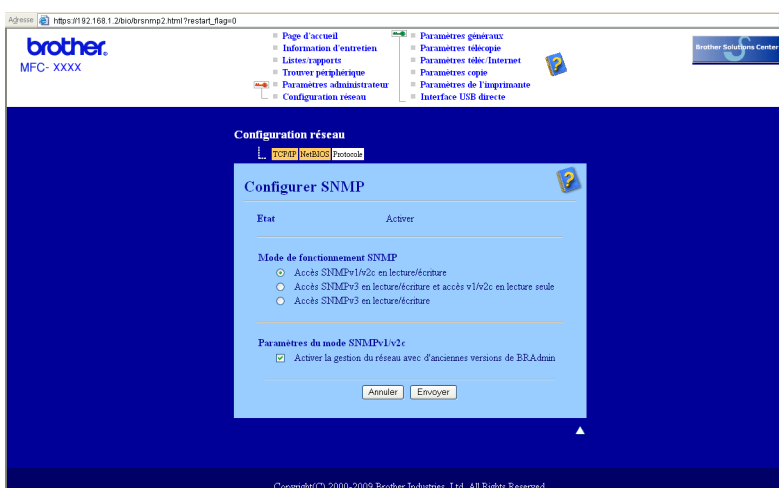 Adresse https://192.168.1.2/bio/brsnmp2.html?restart_flag=0
brother.
MFC- XXXX
Page d'accueil
Information d'entretien
Listes/rapports
Trouver périphérique
Paramètres administrateur
Configuration réseau
Paramètres généraux
Paramètres télécopie
Paramètres téléc/Internet
Paramètres copie
Paramètres de l'imprimante
Interface USB directe
Brother Solutions Center
Configuration réseau
TCP/IP NetBIOS Protocole
Configurer SNMP
Etat Activer
Mode de fonctionnement SNMP
Accès SNMPv1/v2c en lecture/écriture
Accès SNMPv3 en lecture/écriture et accès v1/v2c en lecture seule
Accès SNMPv3 en lecture/écriture
Paramètres du mode SNMPv1/v2c
Activer la gestion du réseau avec d'anciennes versions de BRAdmin
Annuler Envoyer
Copyright(C) 2000-2009 Brother Industries, Ltd. All Rights Reserved.